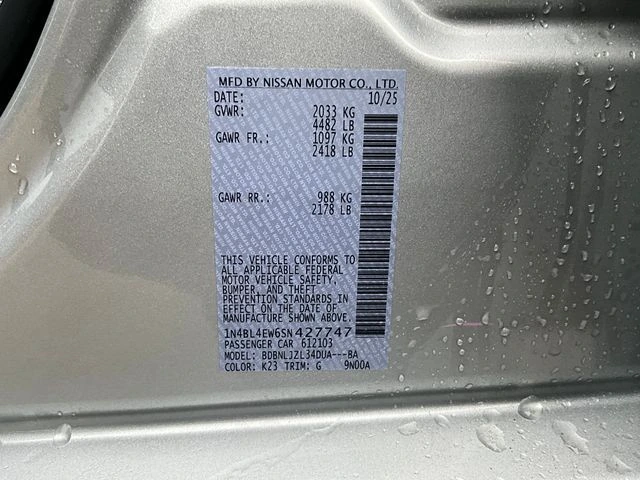 MFD BY NISSAN MOTOR CO., LTD.
DATE: 10/25
GVWR: 2033 KG
4482 LB
GAWR FR.: 1097 KG
2418 LB
GAWR RR.: 988 KG
2178 LB
THIS VEHICLE CONFORMS TO
ALL APPLICABLE FEDERAL
MOTOR VEHICLE SAFETY,
BUMPER, AND THEFT
PREVENTION STANDARDS IN
EFFECT ON THE DATE OF
MANUFACTURE SHOWN ABOVE.
1N4BL4EW6SN427747
PASSENGER CAR 612103
MODEL: BDBNLJZL34DUA---BA
COLOR: K23 TRIM: G 9N00A